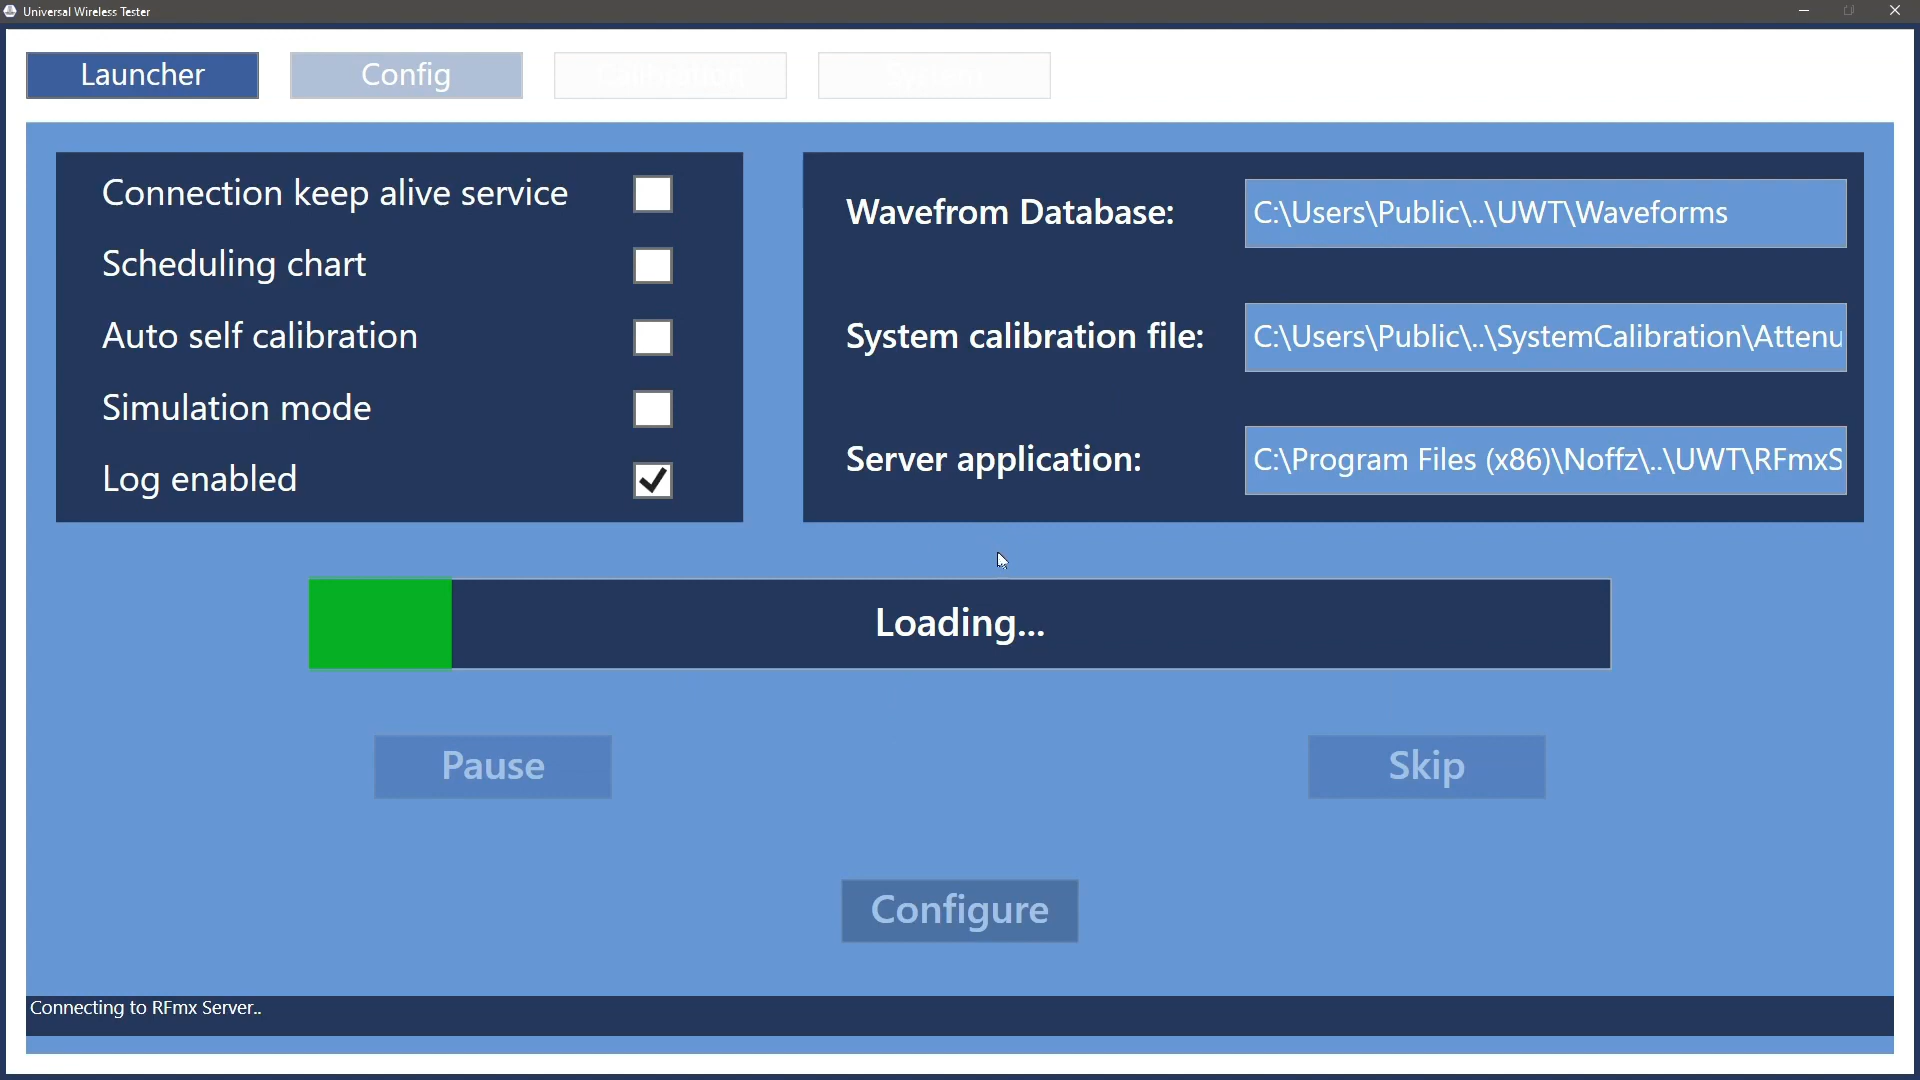 Universal Wireless Tester
Launcher
Config
Calibration
System
Connection keep alive service
Scheduling chart
Auto self calibration
Simulation mode
Log enabled
Wavefrom Database:
C:\Users\Public\..\UWT\Waveforms
System calibration file:
C:\Users\Public\..\SystemCalibration\Attenu
Server application:
C:\Program Files (x86)\Noffz\..\UWT\RFmxS
Loading...
Pause
Skip
Configure
Connecting to RFmx Server..